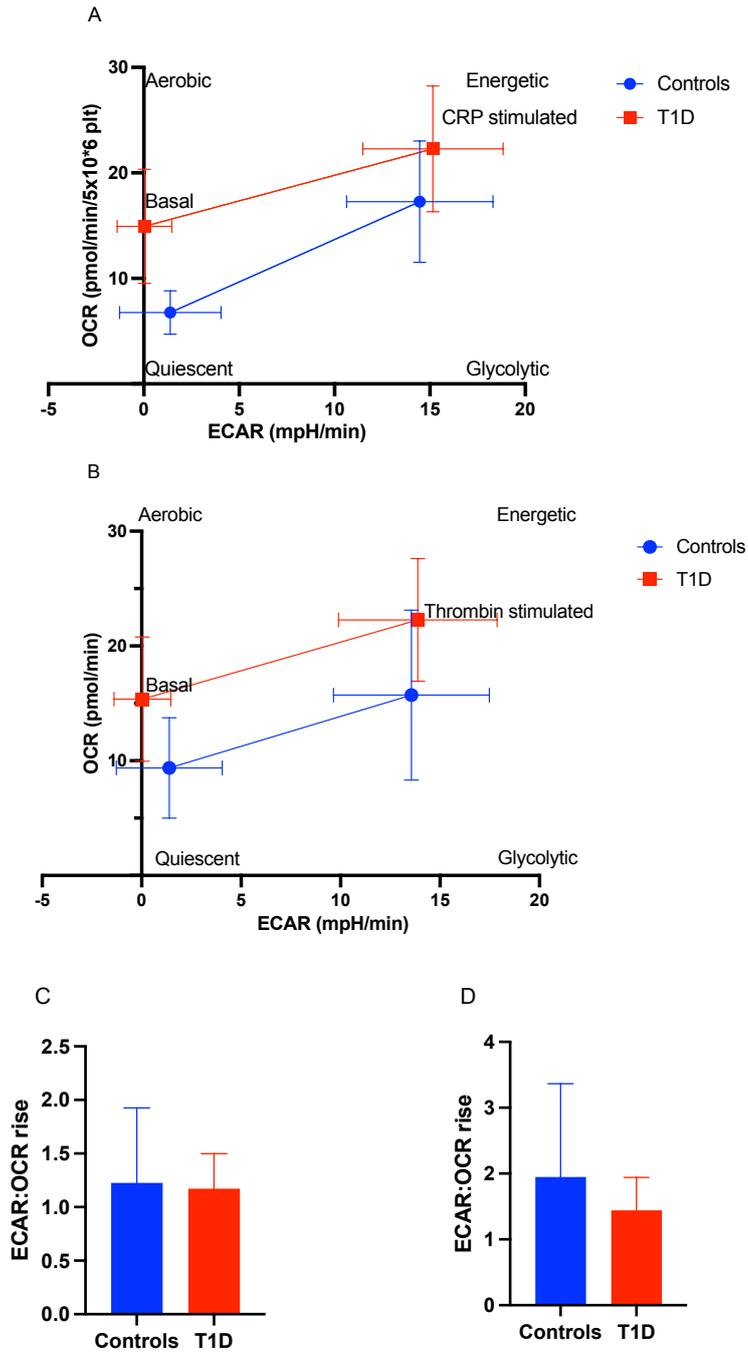 A
30
Aerobic
Energetic
Controls
CRP stimulated
T1D
20
Basal
10
OCR (pmol/min/5x10*6 plt)
Quiescent
Glycolytic
-5
0
5
10
15
20
ECAR (mpH/min)
B
Aerobic
Energetic
30
Controls
T1D
Thrombin stimulated
20
Basal
10
OCR (pmol/min)
Quiescent
Glycolytic
-5
0
5
10
15
20
ECAR (mpH/min)
C
2.5
2.0
1.5
1.0
0.5
0.0
ECAR:OCR rise
Controls
T1D
D
4
3
2
1
0
ECAR:OCR rise
Controls
T1D